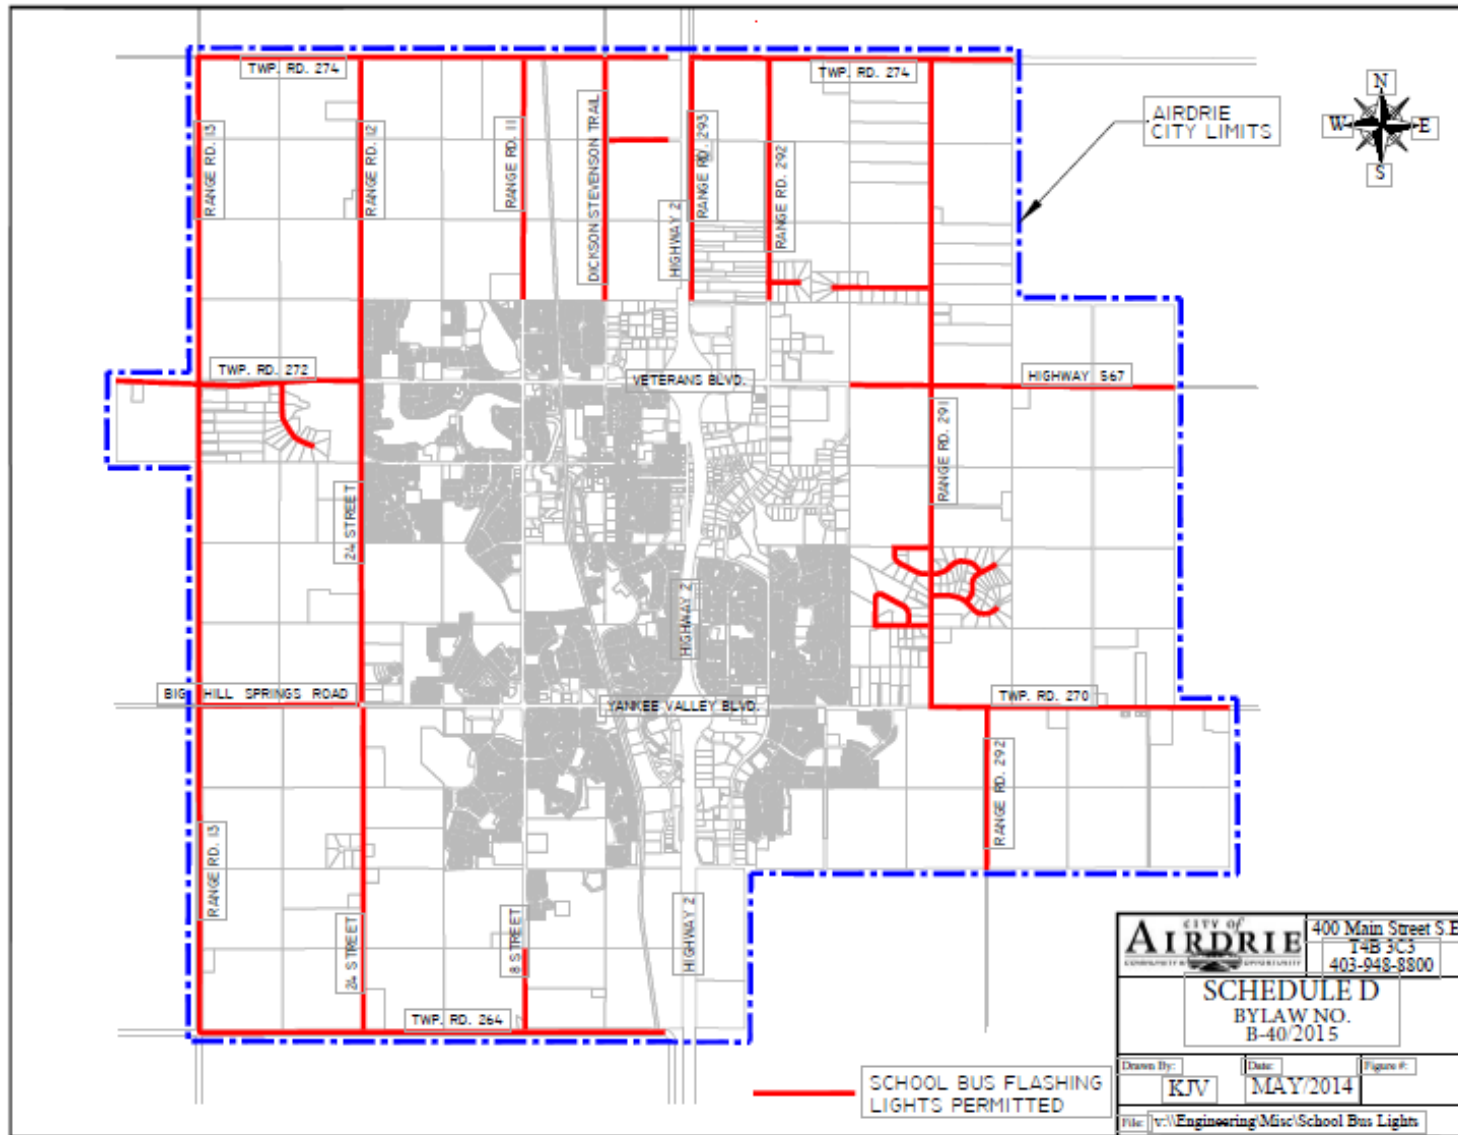 TWP. RD. 274
TWP. RD. 274
AIRDRIE
CITY LIMITS
N
W
E
S
RANGE RD. 13
RANGE RD. 12
RANGE RD. 11
DICKSON STEVENSON TRAIL
HIGHWAY 2
RANGE RD. 293
RANGE RD. 292
TWP. RD. 272
VETERANS BLVD.
HIGHWAY 567
RANGE RD. 291
24 STREET
HIGHWAY 2
BIG HILL SPRINGS ROAD
YANKEE VALLEY BLVD.
TWP. RD. 270
RANGE RD. 292
RANGE RD. 13
24 STREET
8 STREET
HIGHWAY 2
TWP. RD. 264
SCHOOL BUS FLASHING
LIGHTS PERMITTED
CITY of
AIRDRIE
400 Main Street S.E
T4B 3C3
403-948-8800
SCHEDULE D
BYLAW NO.
B-40/2015
Drawn By:
KJV
Date:
MAY/2014
Figure #:
File: v:\\Engineering\Misc\School Bus Lights